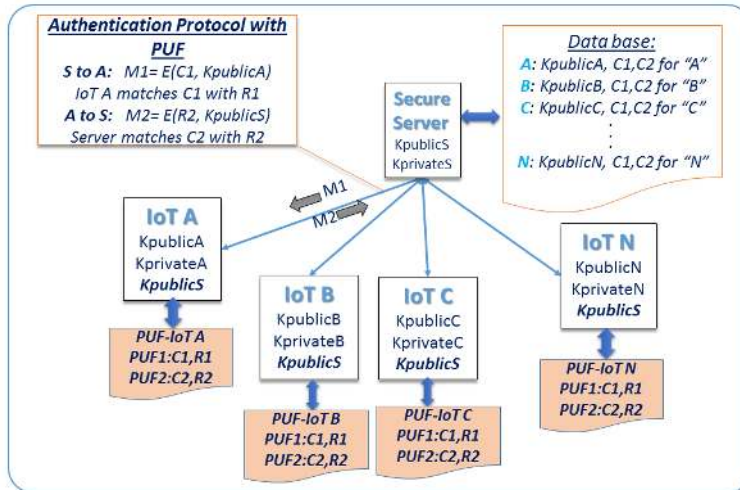 Authentication Protocol with
PUF
S to A: M1= E(C1, KpublicA)
IoT A matches C1 with R1
A to S: M2= E(R2, KpublicS)
Server matches C2 with R2
Secure
Server
KpublicS
KprivateS
Data base:
A: KpublicA, C1,C2 for “A”
B: KpublicB, C1,C2 for “B”
C: KpublicC, C1,C2 for “C”
:
:
N: KpublicN, C1,C2 for “N”
M1
M2
IoT A
KpublicA
KprivateA
KpublicS
PUF-IoT A
PUF1:C1,R1
PUF2:C2,R2
IoT B
KpublicB
KprivateB
KpublicS
PUF-IoT B
PUF1:C1,R1
PUF2:C2,R2
IoT C
KpublicC
KprivateC
KpublicS
PUF-IoT C
PUF1:C1,R1
PUF2:C2,R2
IoT N
KpublicN
KprivateN
KpublicS
PUF-IoT N
PUF1:C1,R1
PUF2:C2,R2